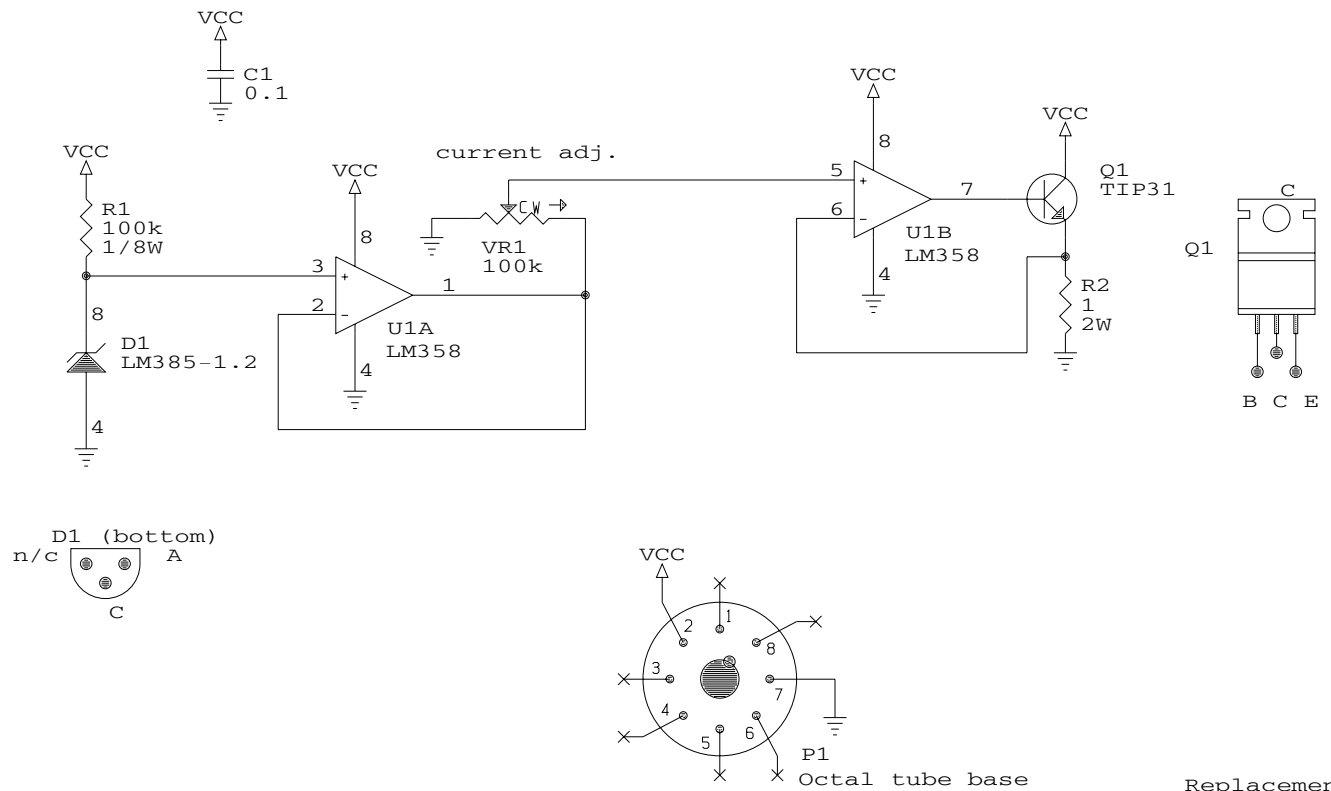 VCC
C1
0.1
VCC
R1
100k
1/8W
8
D1
LM385-1.2
4
VCC
8
3
+
2
-
1
U1A
LM358
4
current adj.
CW
VR1
100k
VCC
8
5
+
6
-
7
U1B
LM358
4
VCC
Q1
TIP31
R2
1
2W
Q1
C
B C E
D1 (bottom)
n/c
A
C
VCC
1
2
8
3
7
4
5
6
P1
Octal tube base
Replacemen